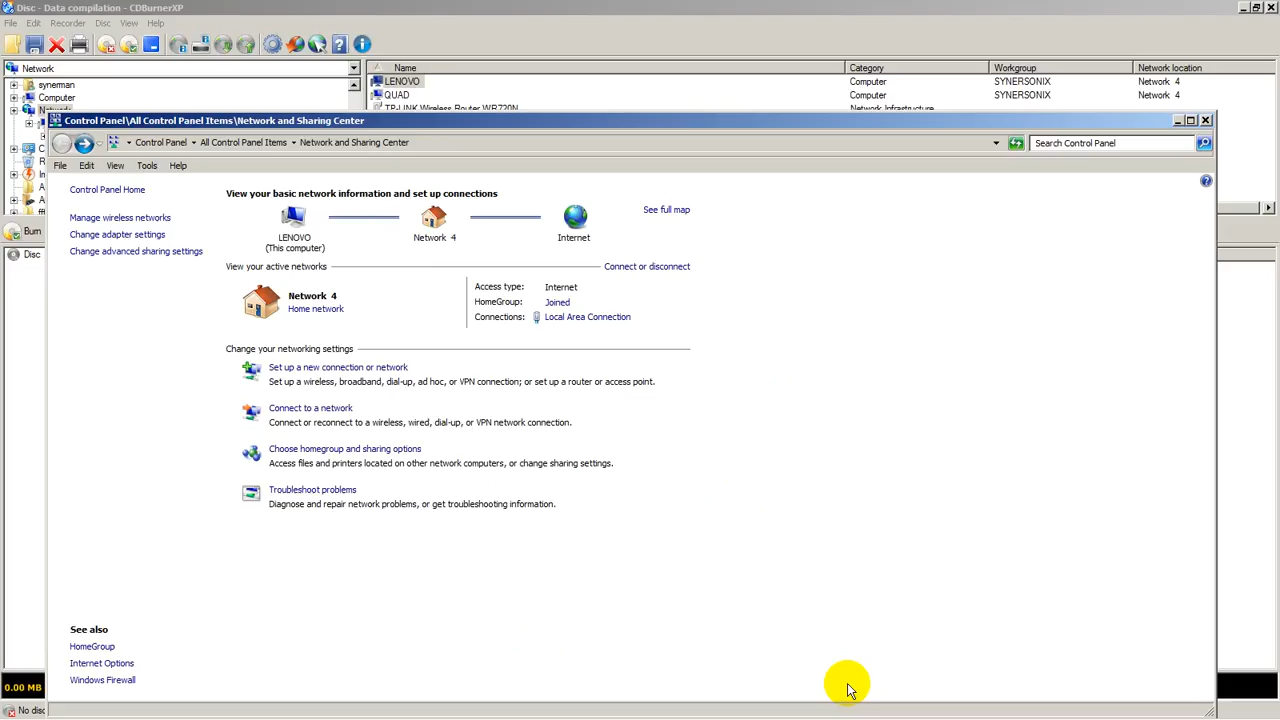 Disc - Data compilation - CDBurnerXP
File Edit Recorder Disc View Help
Network
Name Category Workgroup Network location
synerman
LENOVO Computer SYNERSONIX Network 4
Computer
QUAD Computer SYNERSONIX Network 4
TP-LINK Wireless Router WR720N Network Infrastructure
Control Panel\All Control Panel Items\Network and Sharing Center
Control Panel All Control Panel Items Network and Sharing Center
Search Control Panel
File Edit View Tools Help
Control Panel Home
View your basic network information and set up connections
Manage wireless networks
Change adapter settings
Change advanced sharing settings
See full map
LENOVO
(This computer)
Network 4
Internet
View your active networks
Connect or disconnect
Network 4
Home network
Access type: Internet
HomeGroup: Joined
Connections: Local Area Connection
Change your networking settings
Set up a new connection or network
Set up a wireless, broadband, dial-up, ad hoc, or VPN connection; or set up a router or access point.
Connect to a network
Connect or reconnect to a wireless, wired, dial-up, or VPN network connection.
Choose homegroup and sharing options
Access files and printers located on other network computers, or change sharing settings.
Troubleshoot problems
Diagnose and repair network problems, or get troubleshooting information.
See also
HomeGroup
Internet Options
Windows Firewall
Burn
Disc
0.00 MB
No disc